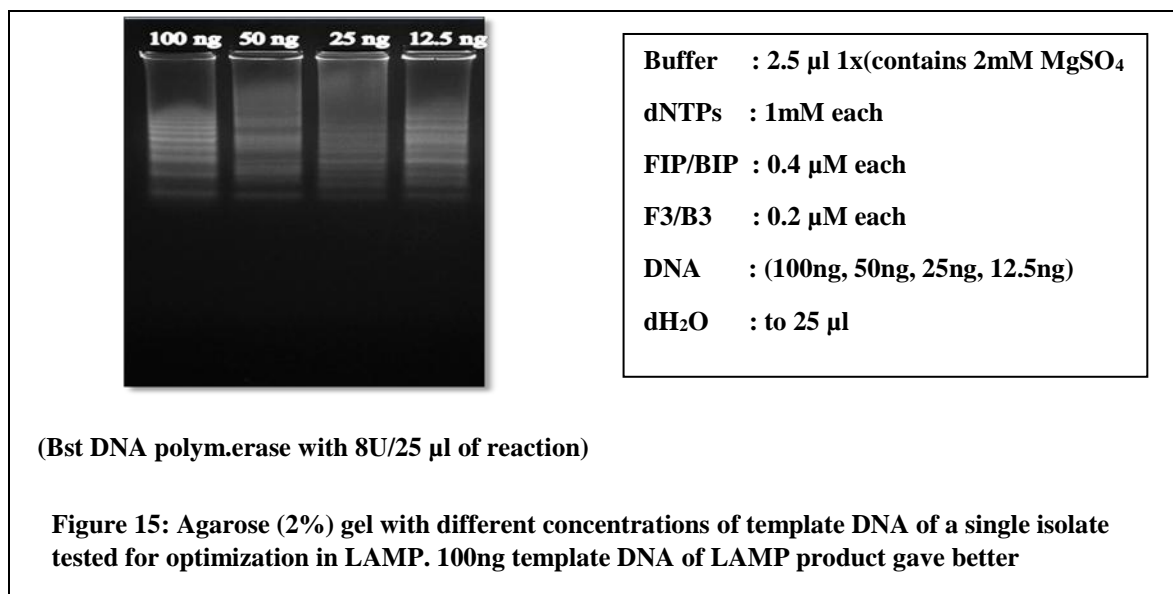 100 ng 50 ng 25 ng 12.5 ng
Buffer : 2.5 µl 1x(contains 2mM MgSO₄
dNTPs : 1mM each
FIP/BIP : 0.4 µM each
F3/B3 : 0.2 µM each
DNA : (100ng, 50ng, 25ng, 12.5ng)
dH₂O : to 25 µl
(Bst DNA polym.erase with 8U/25 µl of reaction)
Figure 15: Agarose (2%) gel with different concentrations of template DNA of a single isolate
tested for optimization in LAMP. 100ng template DNA of LAMP product gave better